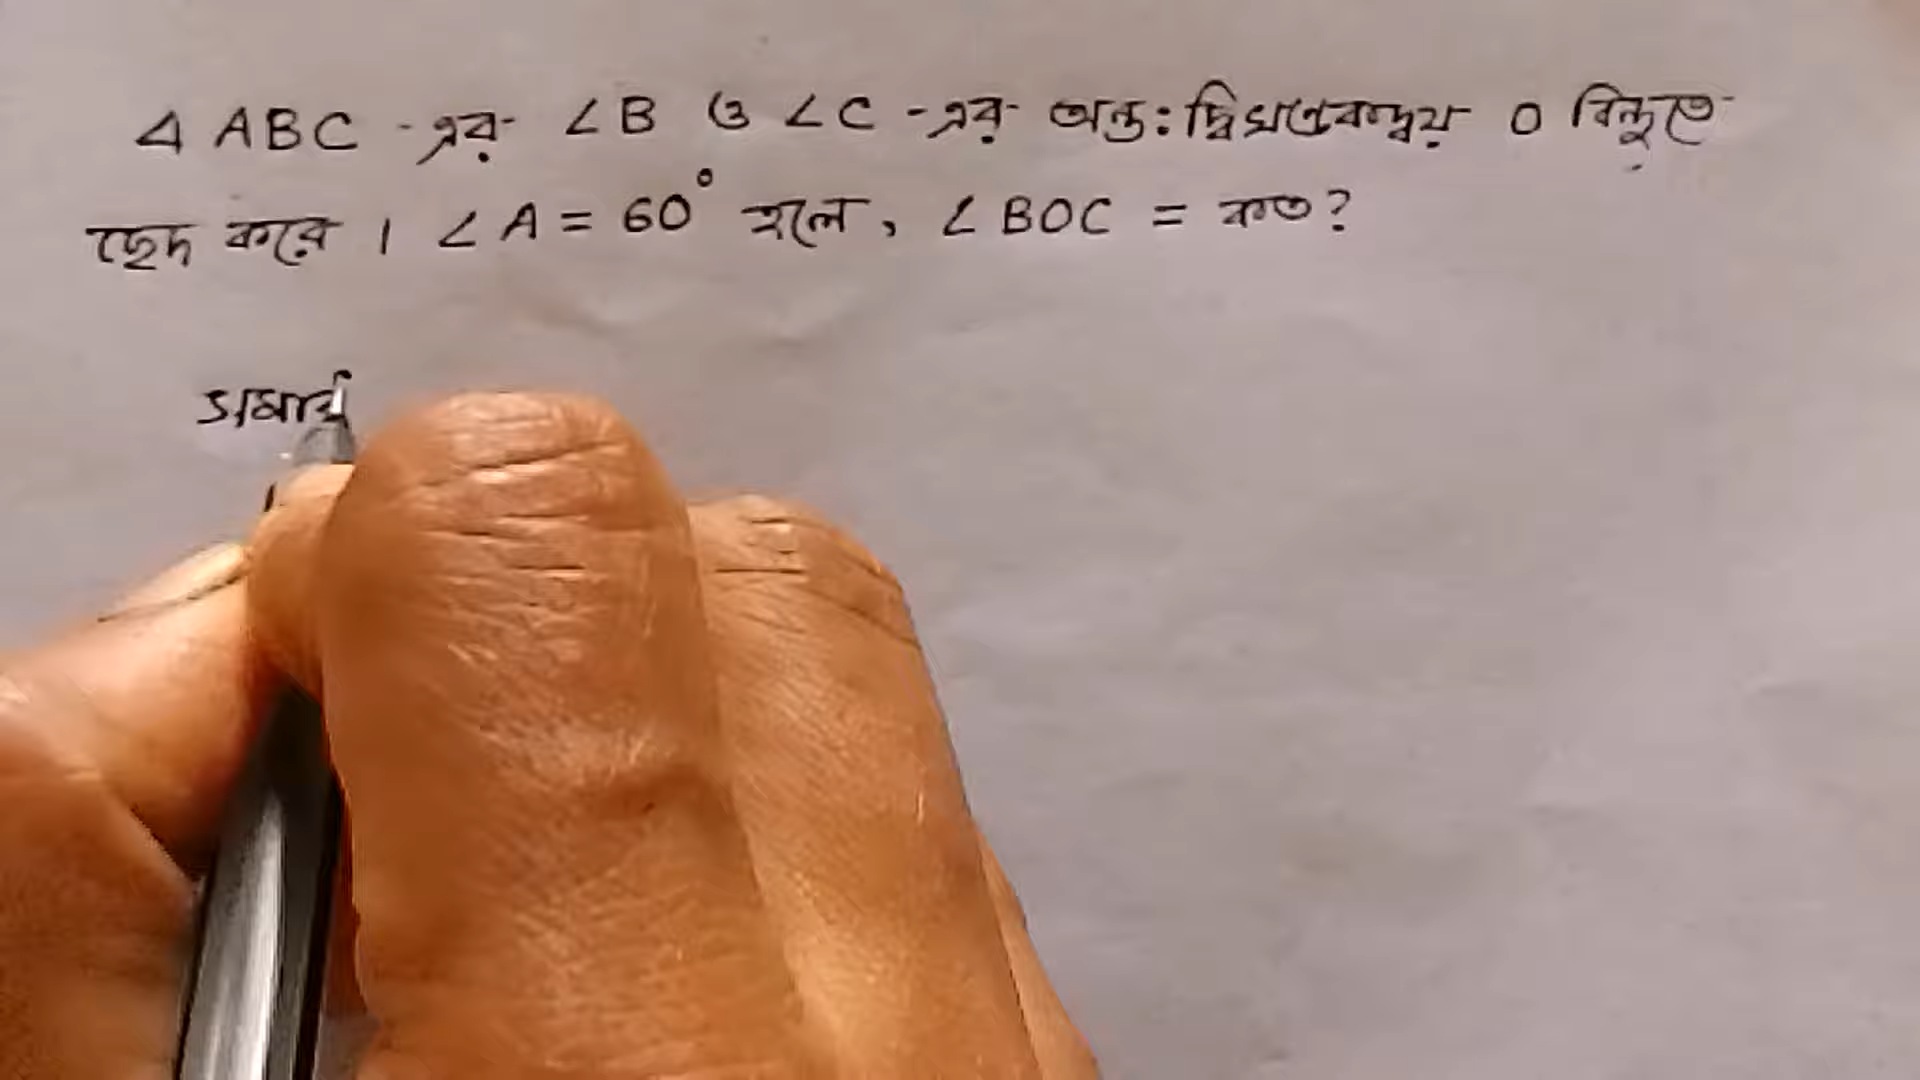 Δ ABC -এর ∠B ও ∠C -এর অন্ত:দ্বিখণ্ডকদ্বয় O বিন্দুতে
ছেদ করে । ∠A = 60° হলে, ∠BOC = কত?